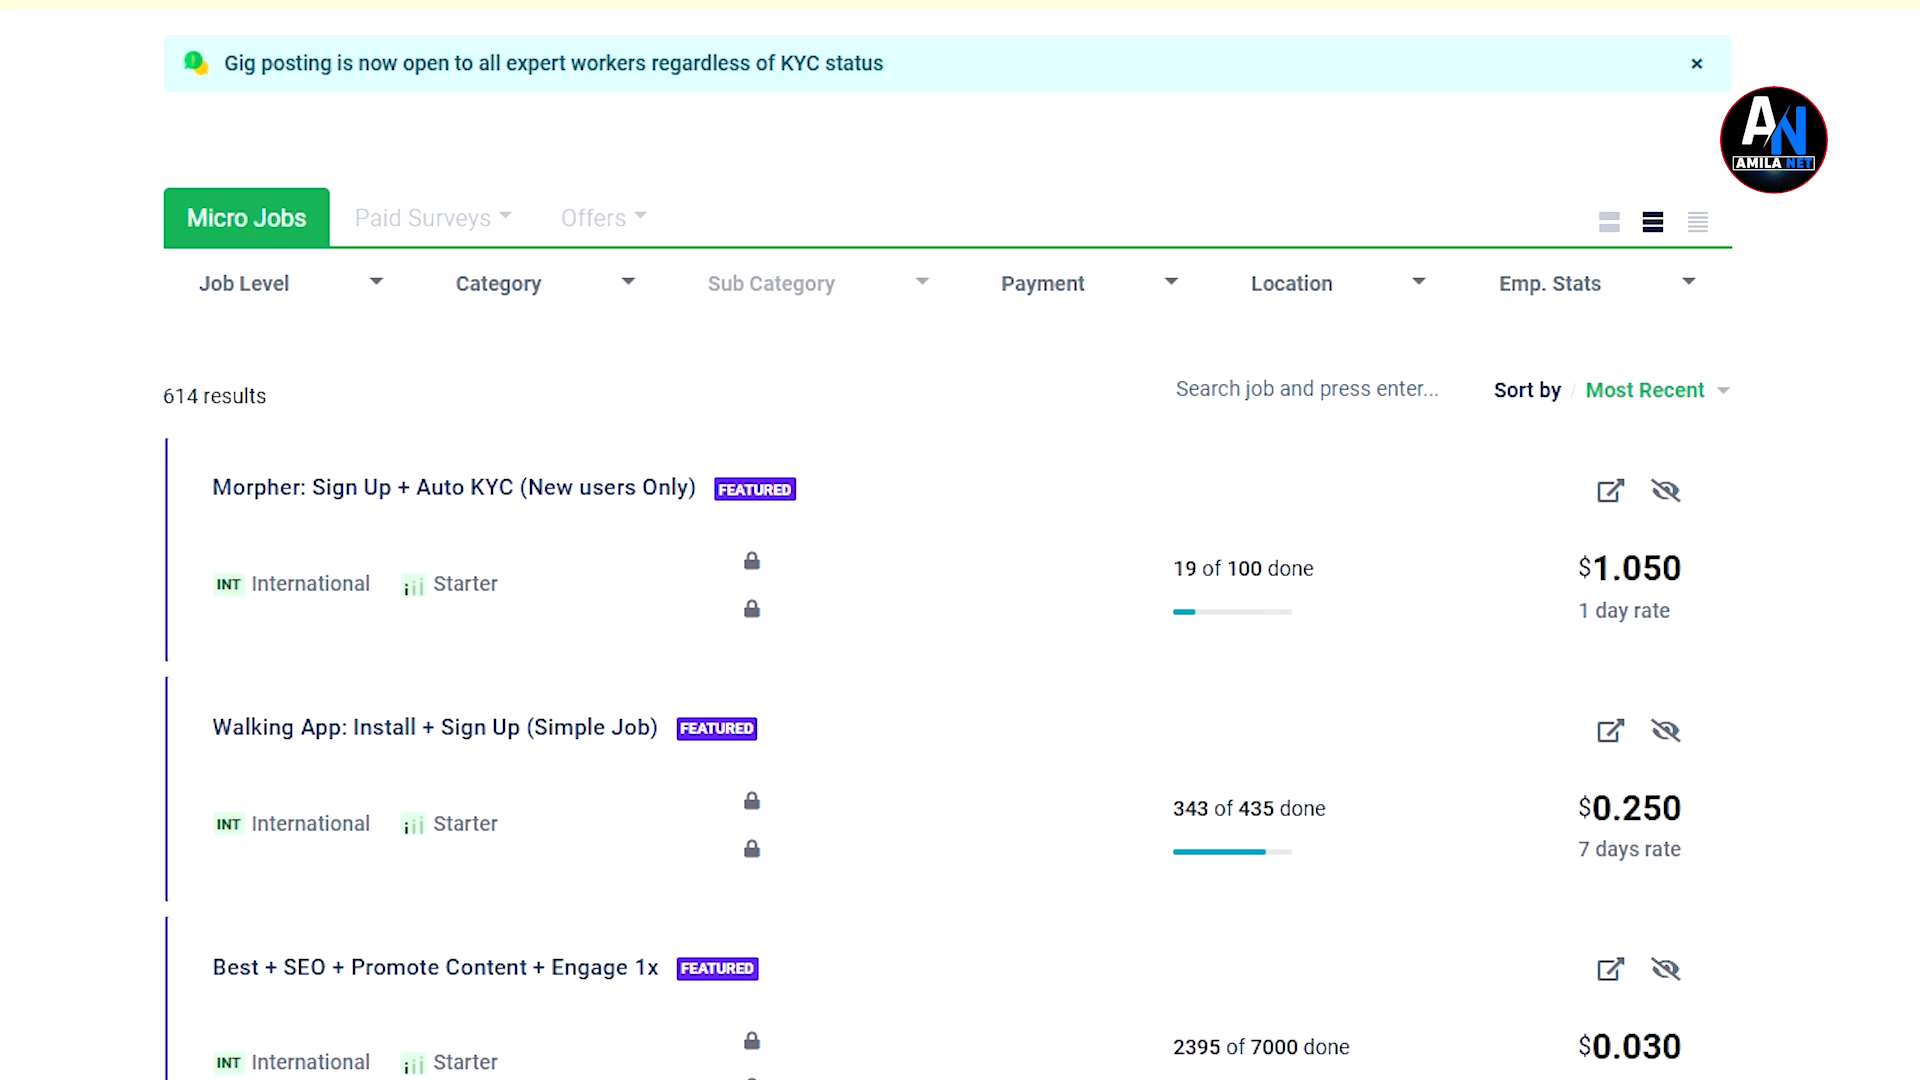 Gig posting is now open to all expert workers regardless of KYC status ×
AN
AMILA NET
Micro Jobs Paid Surveys Offers
Job Level Category Sub Category Payment Location Emp. Stats
614 results Search job and press enter... Sort by / Most Recent
Morpher: Sign Up + Auto KYC (New users Only) FEATURED
INT International Starter 19 of 100 done $1.050
1 day rate
Walking App: Install + Sign Up (Simple Job) FEATURED
INT International Starter 343 of 435 done $0.250
7 days rate
Best + SEO + Promote Content + Engage 1x FEATURED
INT International Starter 2395 of 7000 done $0.030